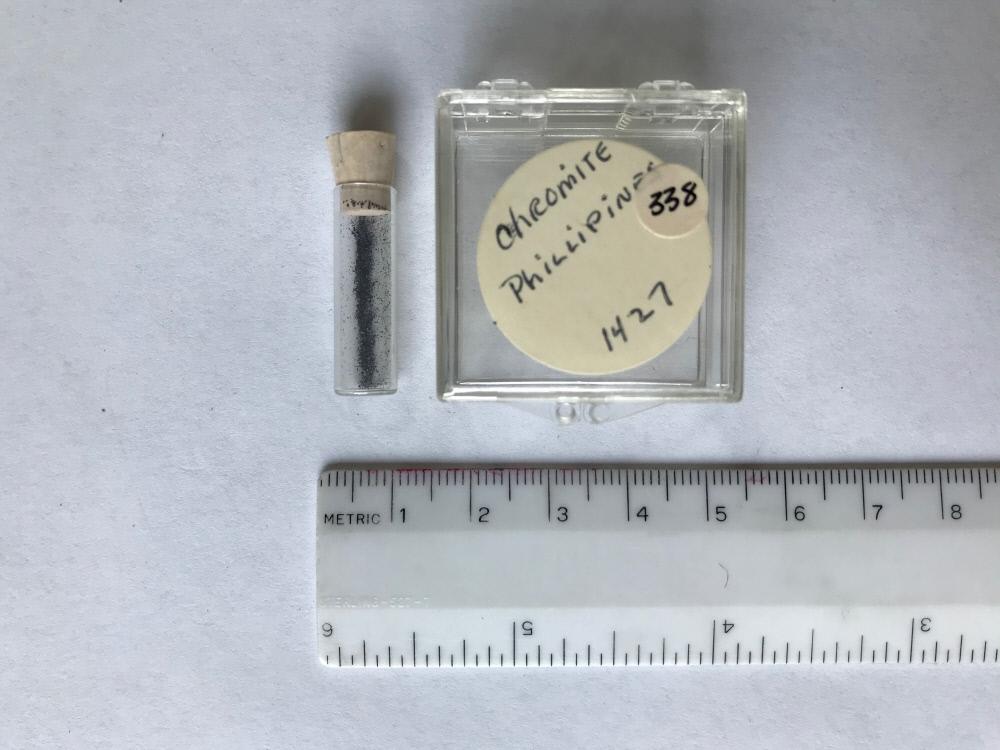 ChROMiTE
PhiLLiPiNES
338
1427
METRIC 1 2 3 4 5 6 7 8
6 5 4 3